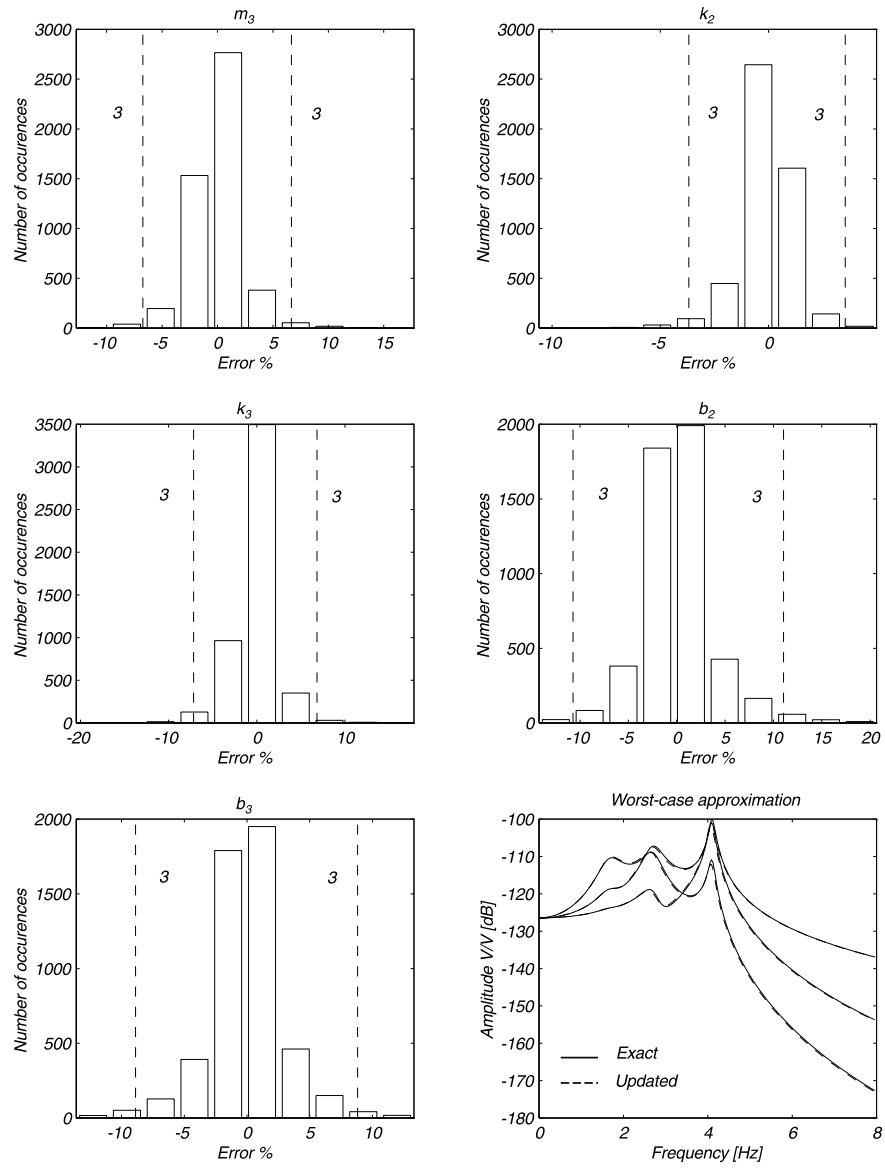 m3
3000
2500
2000
1500
1000
500
0
Number of occurences
3
3
-10 -5 0 5 10 15
Error %
k2
3000
2500
2000
1500
1000
500
0
Number of occurences
3
3
-10 -5 0
Error %
k3
3500
3000
2500
2000
1500
1000
500
0
Number of occurences
3
3
-20 -10 0 10
Error %
b2
2000
1500
1000
500
0
Number of occurences
3
3
-10 -5 0 5 10 15 20
Error %
b3
2000
1500
1000
500
0
Number of occurences
3
3
-10 -5 0 5 10
Error %
Worst-case approximation
-100
-110
-120
-130
-140
-150
-160
-170
-180
Amplitude V/V [dB]
Exact
Updated
0 2 4 6 8
Frequency [Hz]